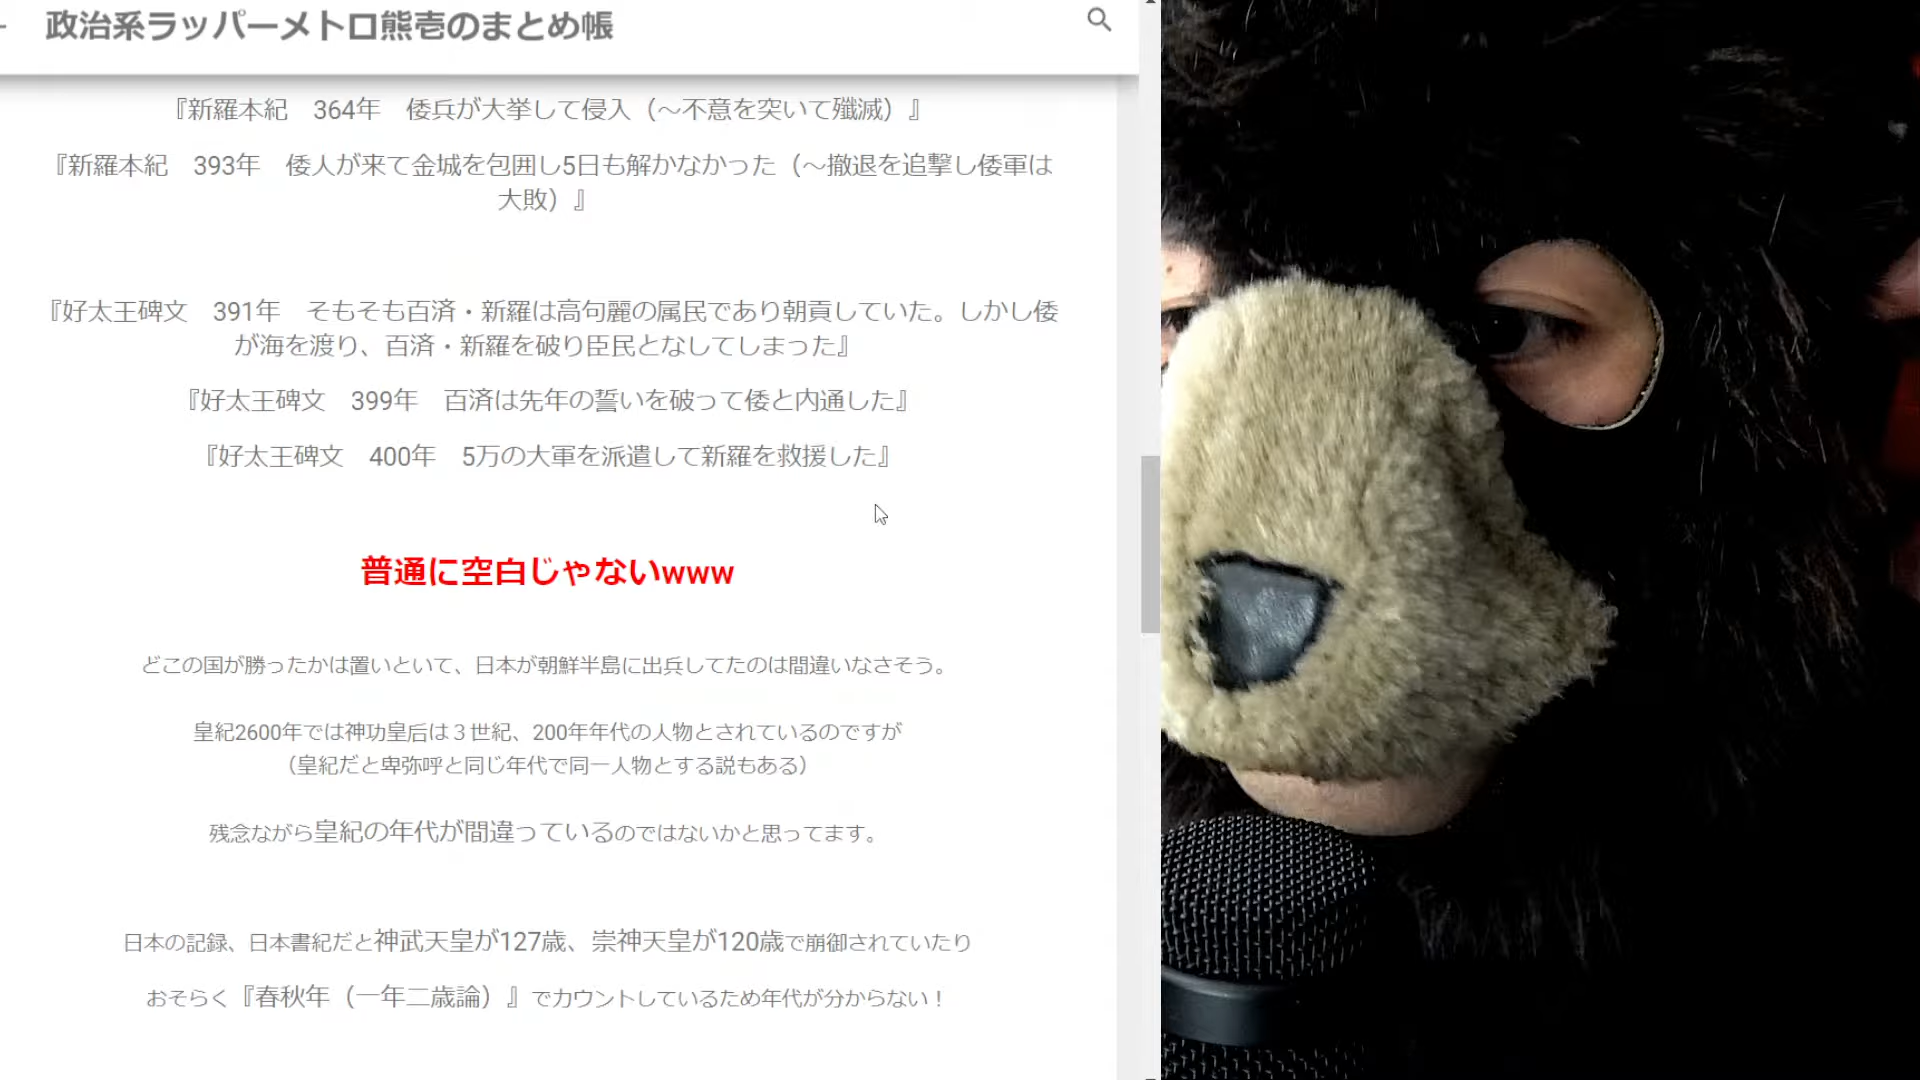 政治系ラッパーメトロ熊壱のまとめ帳
『新羅本紀　364年　倭兵が大挙して侵入（～不意を突いて殲滅）』
『新羅本紀　393年　倭人が来て金城を包囲し5日も解かなかった（～撤退を追撃し倭軍は
大敗）』
『好太王碑文　391年　そもそも百済・新羅は高句麗の属民であり朝貢していた。しかし倭
が海を渡り、百済・新羅を破り臣民となしてしまった』
『好太王碑文　399年　百済は先年の誓いを破って倭と内通した』
『好太王碑文　400年　5万の大軍を派遣して新羅を救援した』
普通に空白じゃないwww
どこの国が勝ったかは置いといて、日本が朝鮮半島に出兵してたのは間違いなさそう。
皇紀2600年では神功皇后は３世紀、200年年代の人物とされているのですが
（皇紀だと卑弥呼と同じ年代で同一人物とする説もある）
残念ながら皇紀の年代が間違っているのではないかと思ってます。
日本の記録、日本書紀だと神武天皇が127歳、崇神天皇が120歳で崩御されていたり
おそらく『春秋年（一年二歳論）』でカウントしているため年代が分からない！